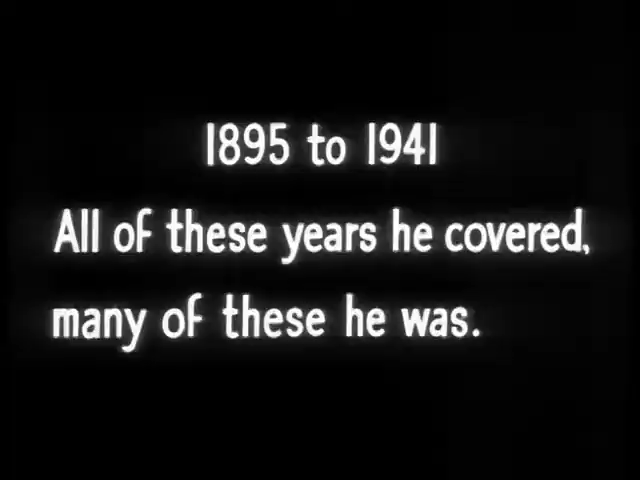 1895 to 1941
All of these years he covered,
many of these he was.